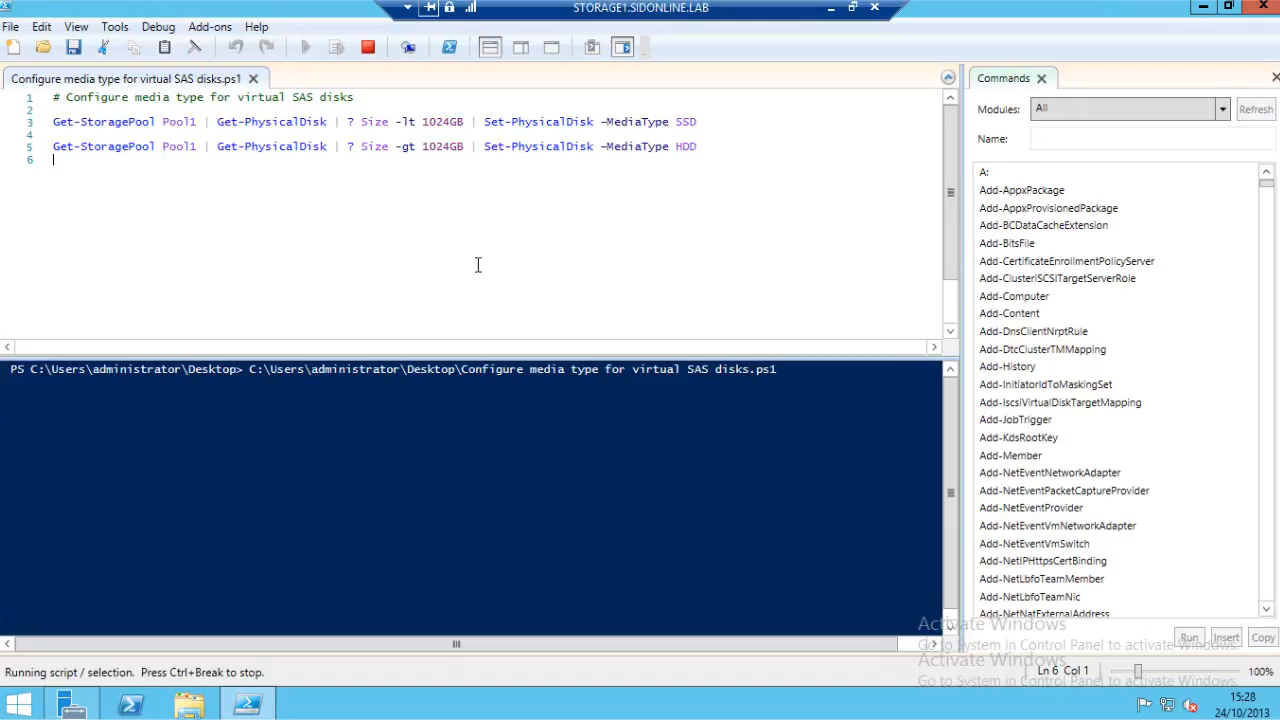 STORAGE1.SIDONLINE.LAB
File Edit View Tools Debug Add-ons Help
Configure media type for virtual SAS disks.ps1
1 # Configure media type for virtual SAS disks
2
3 Get-StoragePool Pool1 | Get-PhysicalDisk | ? Size -lt 1024GB | Set-PhysicalDisk –MediaType SSD
4
5 Get-StoragePool Pool1 | Get-PhysicalDisk | ? Size -gt 1024GB | Set-PhysicalDisk –MediaType HDD
6
PS C:\Users\administrator\Desktop> C:\Users\administrator\Desktop\Configure media type for virtual SAS disks.ps1
Commands
Modules: All Refresh
Name:
A:
Add-AppxPackage
Add-AppxProvisionedPackage
Add-BCDataCacheExtension
Add-BitsFile
Add-CertificateEnrollmentPolicyServer
Add-ClusteriSCSITargetServerRole
Add-Computer
Add-Content
Add-DnsClientNrptRule
Add-DtcClusterTMMapping
Add-History
Add-InitiatorIdToMaskingSet
Add-IscsiVirtualDiskTargetMapping
Add-JobTrigger
Add-KdsRootKey
Add-Member
Add-NetEventNetworkAdapter
Add-NetEventPacketCaptureProvider
Add-NetEventProvider
Add-NetEventVmNetworkAdapter
Add-NetEventVmSwitch
Add-NetIPHttpsCertBinding
Add-NetLbfoTeamMember
Add-NetLbfoTeamNic
Add-NetNatExternalAddress
Activate Windows
Go to System in Control Panel to activate Windows.
Run Insert Copy
Activate Windows
Go to System in Control Panel to activate Windows.
Running script / selection. Press Ctrl+Break to stop.
Ln 6 Col 1
100%
15:28
24/10/2013